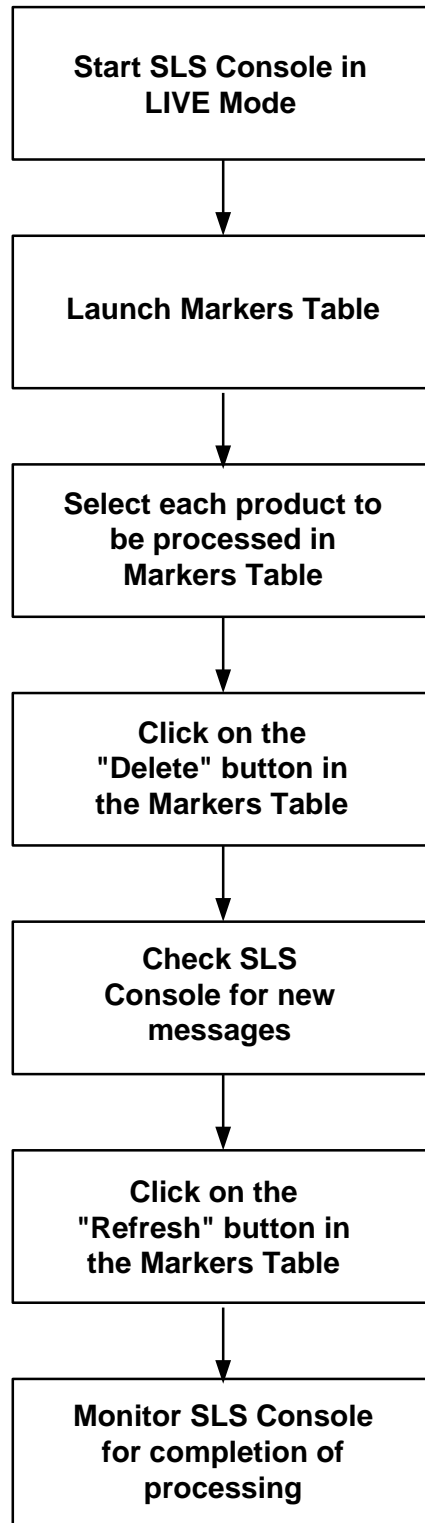 Start SLS Console in
LIVE Mode
Launch Markers Table
Select each product to
be processed in
Markers Table
Click on the
"Delete" button in
the Markers Table
Check SLS
Console for new
messages
Click on the
"Refresh" button in
the Markers Table
Monitor SLS Console
for completion of
processing